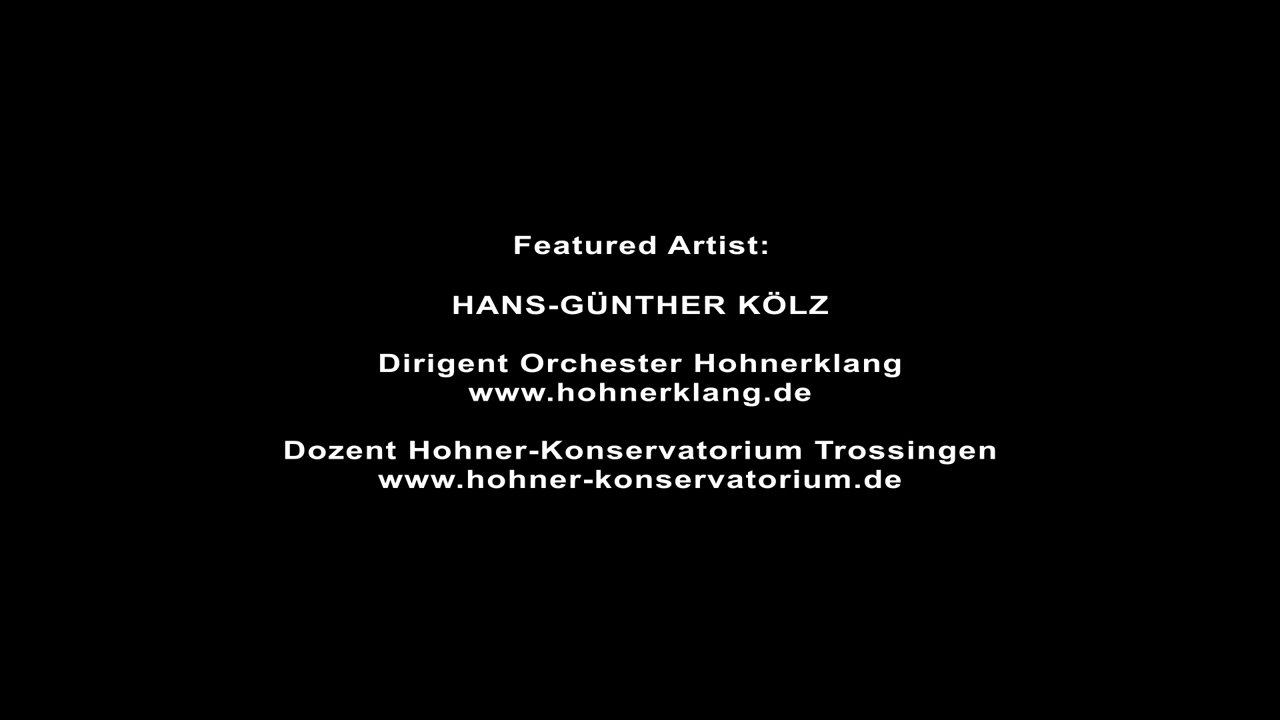 Featured Artist:
HANS-GÜNTHER KÖLZ
Dirigent Orchester Hohnerklang
www.hohnerklang.de
Dozent Hohner-Konservatorium Trossingen
www.hohner-konservatorium.de